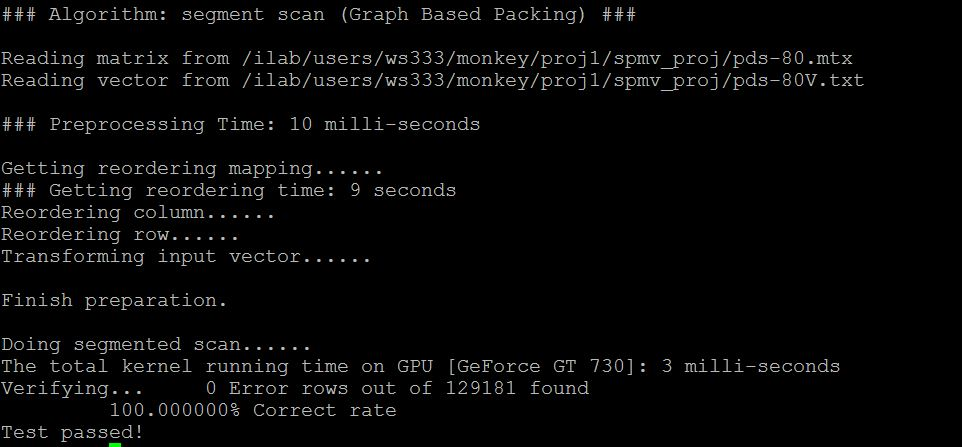 ### Algorithm: segment scan (Graph Based Packing) ###
Reading matrix from /ilab/users/ws333/monkey/proj1/spmv_proj/pds-80.mtx
Reading vector from /ilab/users/ws333/monkey/proj1/spmv_proj/pds-80V.txt
### Preprocessing Time: 10 milli-seconds
Getting reordering mapping......
### Getting reordering time: 9 seconds
Reordering column......
Reordering row......
Transforming input vector......
Finish preparation.
Doing segmented scan......
The total kernel running time on GPU [GeForce GT 730]: 3 milli-seconds
Verifying...     0 Error rows out of 129181 found
         100.000000% Correct rate
Test passed!